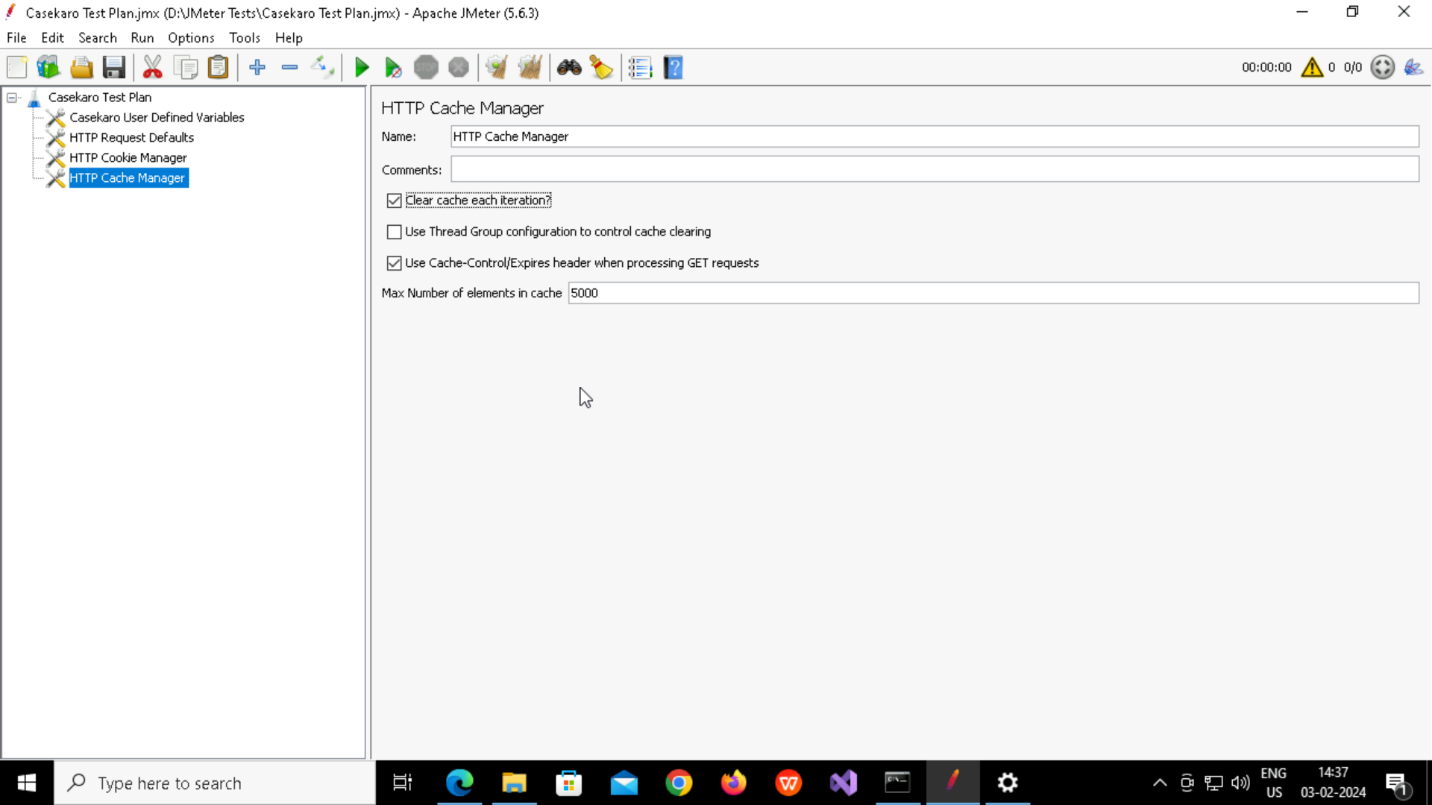 Casekaro Test Plan.jmx (D:\JMeter Tests\Casekaro Test Plan.jmx) - Apache JMeter (5.6.3)
File Edit Search Run Options Tools Help
STOP
00:00:00 0 0/0
Casekaro Test Plan
Casekaro User Defined Variables
HTTP Request Defaults
HTTP Cookie Manager
HTTP Cache Manager
HTTP Cache Manager
Name: HTTP Cache Manager
Comments:
Clear cache each iteration?
Use Thread Group configuration to control cache clearing
Use Cache-Control/Expires header when processing GET requests
Max Number of elements in cache 5000
Type here to search
ENG
US
14:37
03-02-2024
1